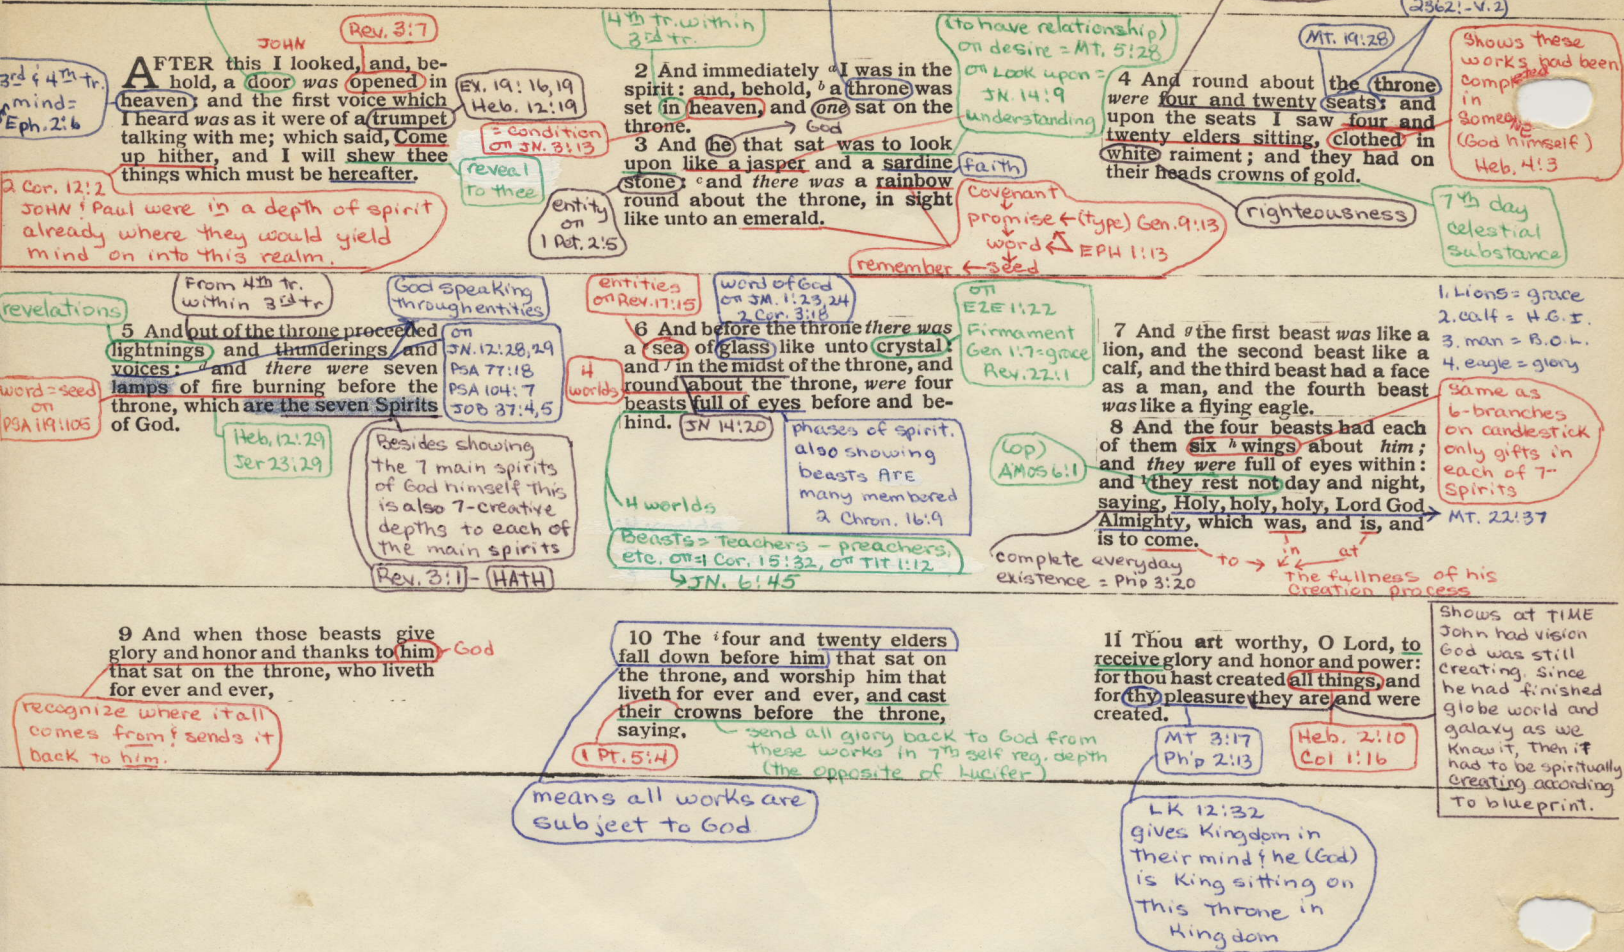 2362!-V.2)
Rev. 3:7
JOHN
4th tr. within
3rd tr.
(to have relationship)
on desire = Mt. 5:28
on Look upon =
JN. 14:9
understanding
MT. 19:28
Shows these
works had been
completed
in
someone
(God himself)
Heb. 4:3
3rd & 4th tr.
mind=
Eph. 2:6
AFTER this I looked, and, be-
hold, a door was opened in
heaven: and the first voice which
I heard was as it were of a trumpet
talking with me; which said, Come
up hither, and I will shew thee
things which must be hereafter.
EX. 19:16,19
Heb. 12:19
= condition
on JN. 3:13
reveal
to thee
2 Cor. 12:2
JOHN & Paul were in a depth of spirit
already where they would yield
mind on into this realm.
2 And immediately a I was in the
spirit: and, behold, b a throne was
set in heaven, and one sat on the
throne.
God
3 And he that sat was to look
upon like a jasper and a sardine
stone: c and there was a rainbow
round about the throne, in sight
like unto an emerald.
faith
entity
on
1 Pet. 2:5
covenant
promise ← (type) Gen. 9:13
word
EPH 1:13
remember ← seed
4 And round about the throne
were four and twenty seats: and
upon the seats I saw four and
twenty elders sitting, clothed in
white raiment; and they had on
their heads crowns of gold.
righteousness
7th day
celestial
substance
revelations
From 4th tr.
within 3rd tr
God speaking
through entities
5 And out of the throne proceeded
lightnings and thunderings and
voices: d and there were seven
lamps of fire burning before the
throne, which are the seven Spirits
of God.
on
JN. 12:28,29
PSA 77:18
PSA 104:7
JOB 37:4,5
word=seed
on
PSA 119:105
Heb. 12:29
Jer 23:29
Besides showing
the 7 main spirits
of God himself this
is also 7-creative
depths to each of
the main spirits
Rev. 3:1 - HATH
entities
on Rev. 17:15
word of God
on JM. 1:23,24
2 Cor. 3:18
on
EZE 1:22
Firmament
Gen 1:7=grace
Rev. 22:1
4
worlds
6 And before the throne there was
a sea of glass like unto crystal:
and f in the midst of the throne, and
round about the throne, were four
beasts full of eyes before and be-
hind.
JN 14:20
phases of spirit.
also showing
beasts ARE
many membered
2 Chron. 16:9
4 worlds
Beasts = Teachers - preachers,
etc. on = 1 Cor. 15:32, on TIT 1:12
↳ JN. 6:45
7 And g the first beast was like a
lion, and the second beast like a
calf, and the third beast had a face
as a man, and the fourth beast
was like a flying eagle.
8 And the four beasts had each
of them six h wings about him;
and they were full of eyes within:
and they rest not day and night,
saying, Holy, holy, holy, Lord God
Almighty, which was, and is, and
is to come.
1. Lions = grace
2. calf = H.G.I.
3. man = B.O.L.
4. eagle = glory
same as
6-branches
on candlestick
only gifts in
each of 7-
spirits
(op)
AMOS 6:1
MT. 22:37
complete everyday
existence = Php 3:20
to → in at
The fullness of his
creation process
9 And when those beasts give
glory and honor and thanks to him
that sat on the throne, who liveth
for ever and ever,
God
recognize where it all
comes from & sends it
back to him.
10 The i four and twenty elders
fall down before him that sat on
the throne, and worship him that
liveth for ever and ever, and cast
their crowns before the throne,
saying,
1 Pt. 5:4
send all glory back to God from
these works in 7th self reg. depth
(the opposite of Lucifer)
means all works are
subject to God
11 Thou art worthy, O Lord, to
receive glory and honor and power:
for thou hast created all things, and
for thy pleasure they are and were
created.
MT 3:17
Php 2:13
Heb. 2:10
Col 1:16
LK 12:32
gives Kingdom in
their mind & he (God)
is King sitting on
This Throne in
Kingdom
Shows at TIME
John had vision
God was still
creating. Since
he had finished
globe world and
galaxy as we
know it, then it
had to be spiritually
creating according
To blueprint.